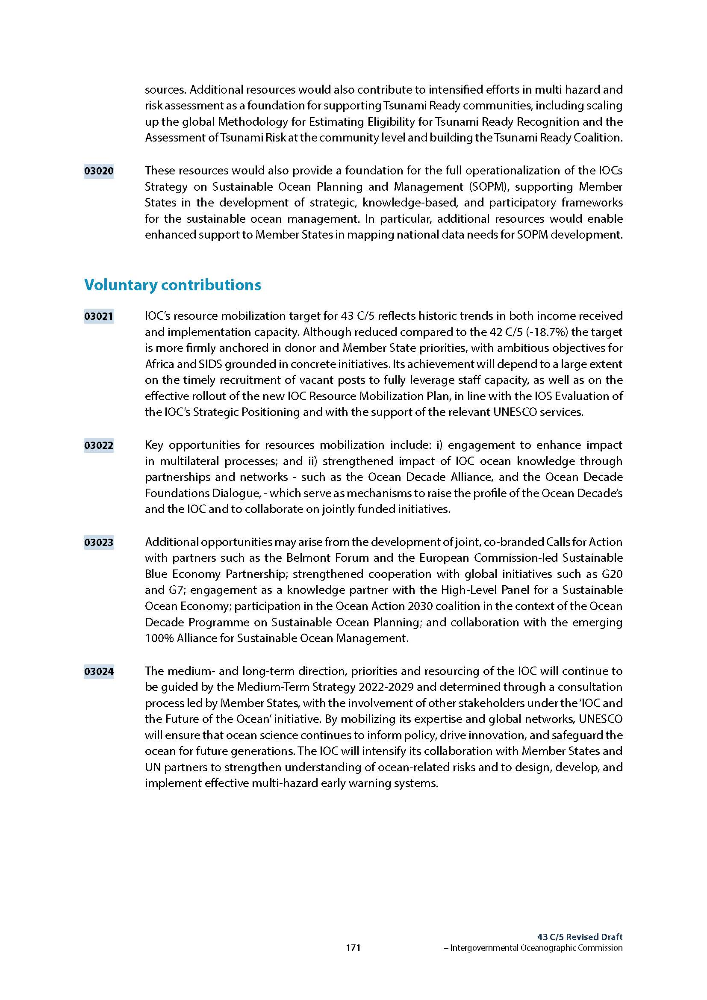 sources. Additional resources would also contribute to intensified efforts in multi hazard and
risk assessment as a foundation for supporting Tsunami Ready communities, including scaling
up the global Methodology for Estimating Eligibility for Tsunami Ready Recognition and the
Assessment of Tsunami Risk at the community level and building the Tsunami Ready Coalition.
03020 These resources would also provide a foundation for the full operationalization of the IOCs
Strategy on Sustainable Ocean Planning and Management (SOPM), supporting Member
States in the development of strategic, knowledge-based, and participatory frameworks
for the sustainable ocean management. In particular, additional resources would enable
enhanced support to Member States in mapping national data needs for SOPM development.
Voluntary contributions
03021 IOC’s resource mobilization target for 43 C/5 reflects historic trends in both income received
and implementation capacity. Although reduced compared to the 42 C/5 (-18.7%) the target
is more firmly anchored in donor and Member State priorities, with ambitious objectives for
Africa and SIDS grounded in concrete initiatives. Its achievement will depend to a large extent
on the timely recruitment of vacant posts to fully leverage staff capacity, as well as on the
effective rollout of the new IOC Resource Mobilization Plan, in line with the IOS Evaluation of
the IOC’s Strategic Positioning and with the support of the relevant UNESCO services.
03022 Key opportunities for resources mobilization include: i) engagement to enhance impact
in multilateral processes; and ii) strengthened impact of IOC ocean knowledge through
partnerships and networks - such as the Ocean Decade Alliance, and the Ocean Decade
Foundations Dialogue, - which serve as mechanisms to raise the profile of the Ocean Decade’s
and the IOC and to collaborate on jointly funded initiatives.
03023 Additional opportunities may arise from the development of joint, co-branded Calls for Action
with partners such as the Belmont Forum and the European Commission-led Sustainable
Blue Economy Partnership; strengthened cooperation with global initiatives such as G20
and G7; engagement as a knowledge partner with the High-Level Panel for a Sustainable
Ocean Economy; participation in the Ocean Action 2030 coalition in the context of the Ocean
Decade Programme on Sustainable Ocean Planning; and collaboration with the emerging
100% Alliance for Sustainable Ocean Management.
03024 The medium- and long-term direction, priorities and resourcing of the IOC will continue to
be guided by the Medium-Term Strategy 2022-2029 and determined through a consultation
process led by Member States, with the involvement of other stakeholders under the ‘IOC and
the Future of the Ocean’ initiative. By mobilizing its expertise and global networks, UNESCO
will ensure that ocean science continues to inform policy, drive innovation, and safeguard the
ocean for future generations. The IOC will intensify its collaboration with Member States and
UN partners to strengthen understanding of ocean-related risks and to design, develop, and
implement effective multi-hazard early warning systems.
43 C/5 Revised Draft
171 – Intergovernmental Oceanographic Commission